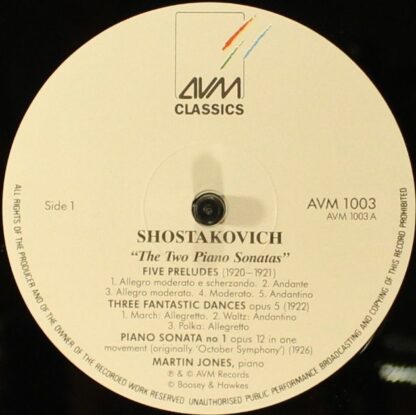 AVM
CLASSICS
Side 1
AVM 1003
AVM 1003 A
SHOSTAKOVICH
"The Two Piano Sonatas"
FIVE PRELUDES (1920–1921)
1. Allegro moderato e scherzando. 2. Andante
3. Allegro moderato. 4. Moderato. 5. Andantino
THREE FANTASTIC DANCES opus 5 (1922)
1. March: Allegretto. 2. Waltz: Andantino
3. Polka: Allegretto
PIANO SONATA no 1 opus 12 in one
movement (originally 'October Symphony') (1926)
MARTIN JONES, piano
℗ & © AVM Records
© Boosey & Hawkes
ALL RIGHTS OF THE PRODUCER AND OF THE OWNER OF THE RECORDED WORK RESERVED UNAUTHORISED PUBLIC PERFORMANCE BROADCASTING AND COPYING OF THIS RECORD PROHIBITED